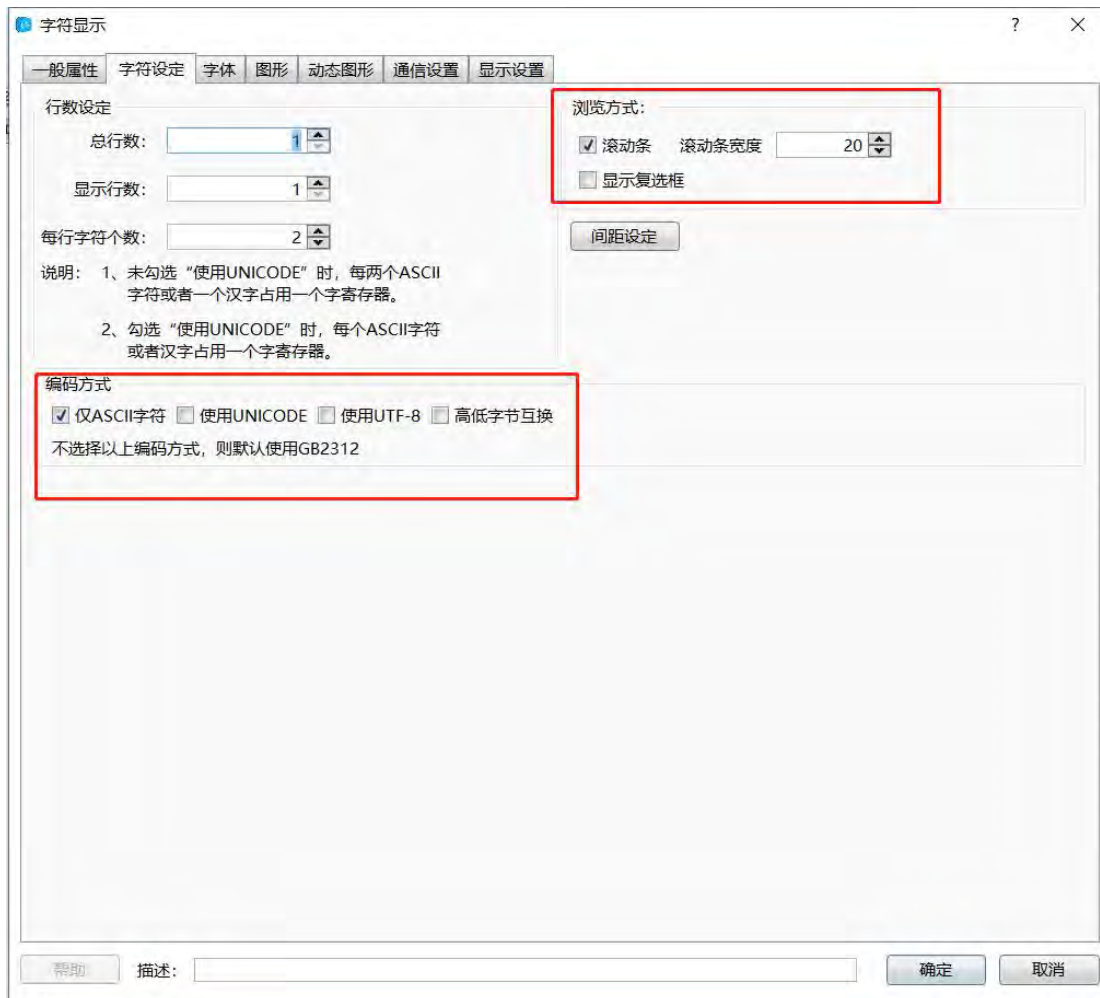 字符显示
?
一般属性 字符设定 字体 图形 动态图形 通信设置 显示设置
行数设定
总行数： 1
显示行数： 1
每行字符个数： 2
说明： 1、未勾选“使用UNICODE”时，每两个ASCII
字符或者一个汉字占用一个字寄存器。
2、勾选“使用UNICODE”时，每个ASCII字符
或者汉字占用一个字寄存器。
浏览方式：
滚动条 滚动条宽度 20
显示复选框
间距设定
编码方式
仅ASCII字符 使用UNICODE 使用UTF-8 高低字节互换
不选择以上编码方式，则默认使用GB2312
帮助 描述： 确定 取消